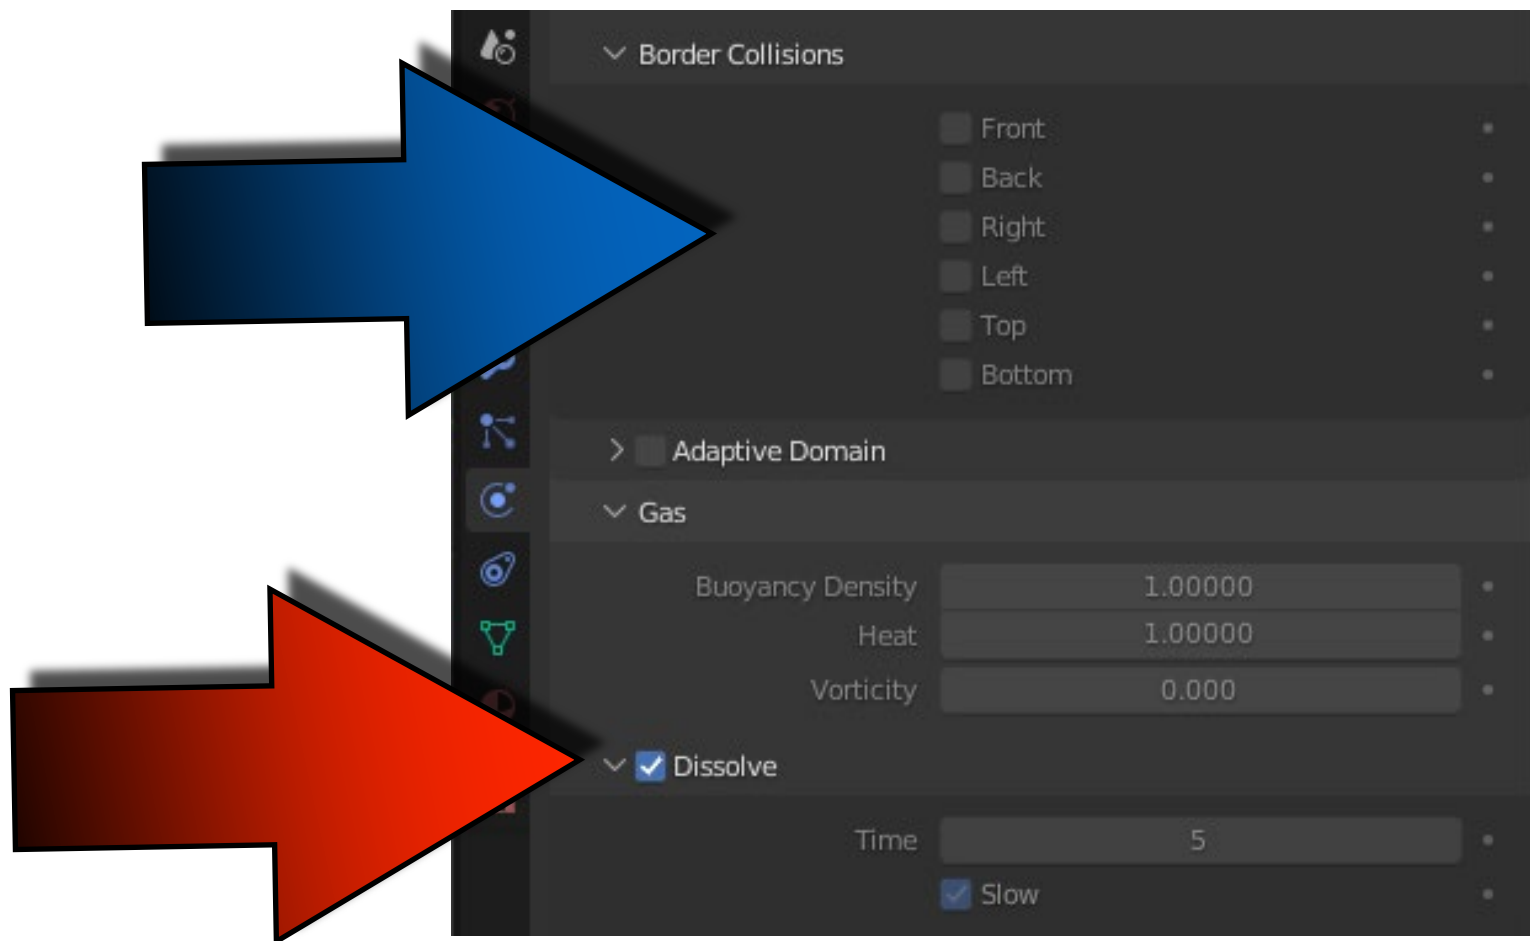 Border Collisions
Front
Back
Right
Left
Top
Bottom
Adaptive Domain
Gas
Buoyancy Density 1.00000
Heat 1.00000
Vorticity 0.000
Dissolve
Time 5
Slow